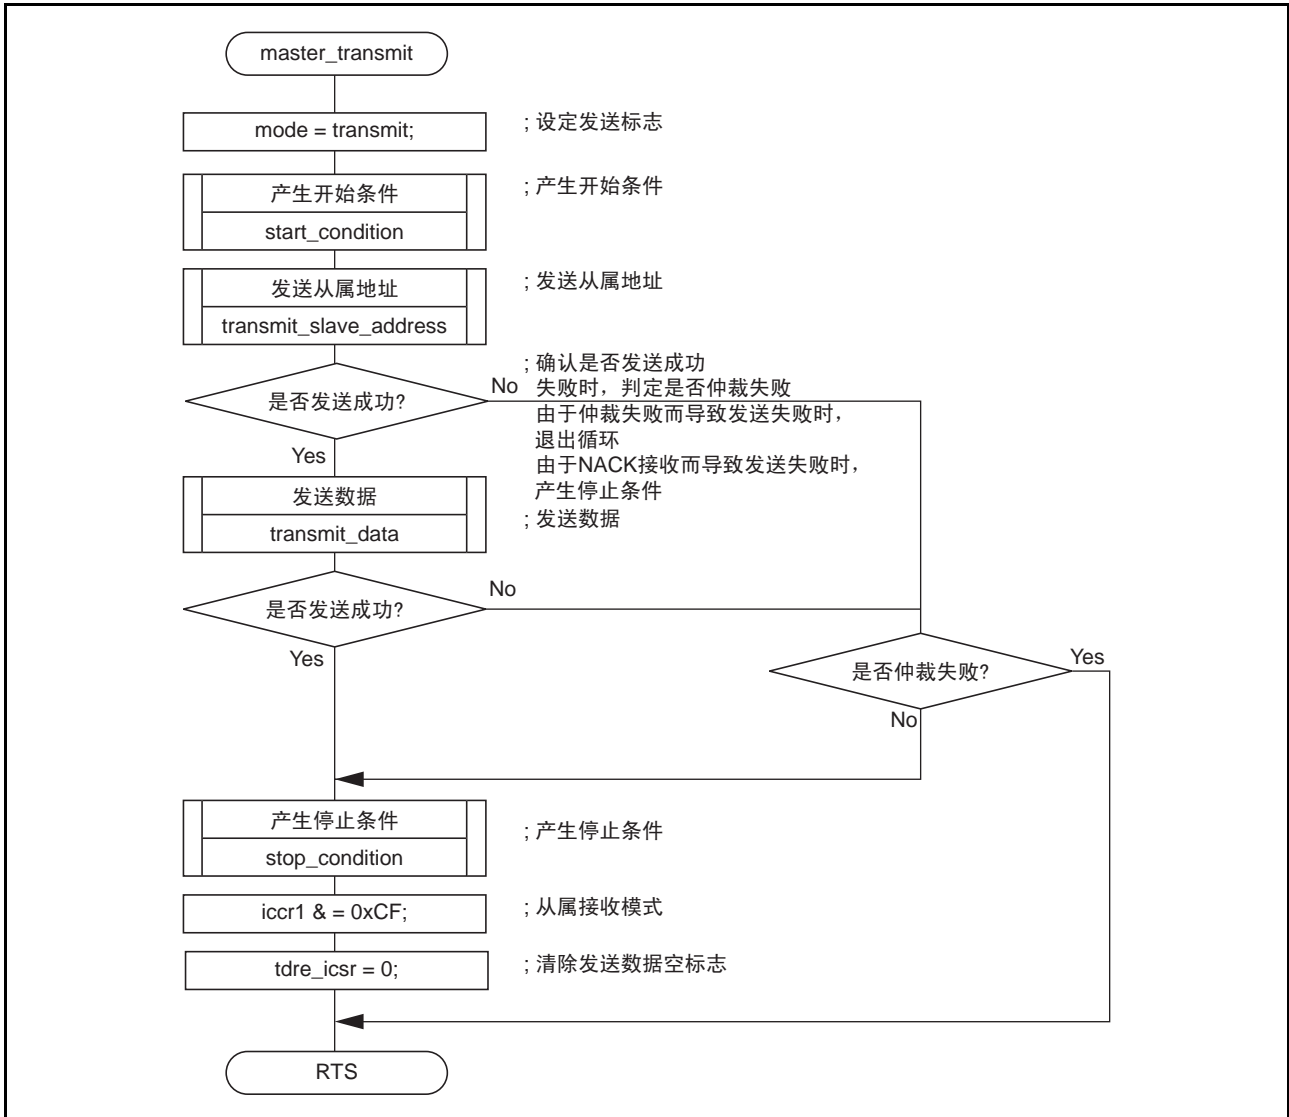 master_transmit
mode = transmit;
; 设定发送标志
产生开始条件
; 产生开始条件
start_condition
发送从属地址
; 发送从属地址
transmit_slave_address
; 确认是否发送成功
No
失败时，判定是否仲裁失败
是否发送成功?
由于仲裁失败而导致发送失败时，
退出循环
Yes
由于NACK接收而导致发送失败时，
产生停止条件
发送数据
; 发送数据
transmit_data
No
是否发送成功?
Yes
Yes
是否仲裁失败?
No
产生停止条件
; 产生停止条件
stop_condition
iccr1 & = 0xCF;
; 从属接收模式
tdre_icsr = 0;
; 清除发送数据空标志
RTS